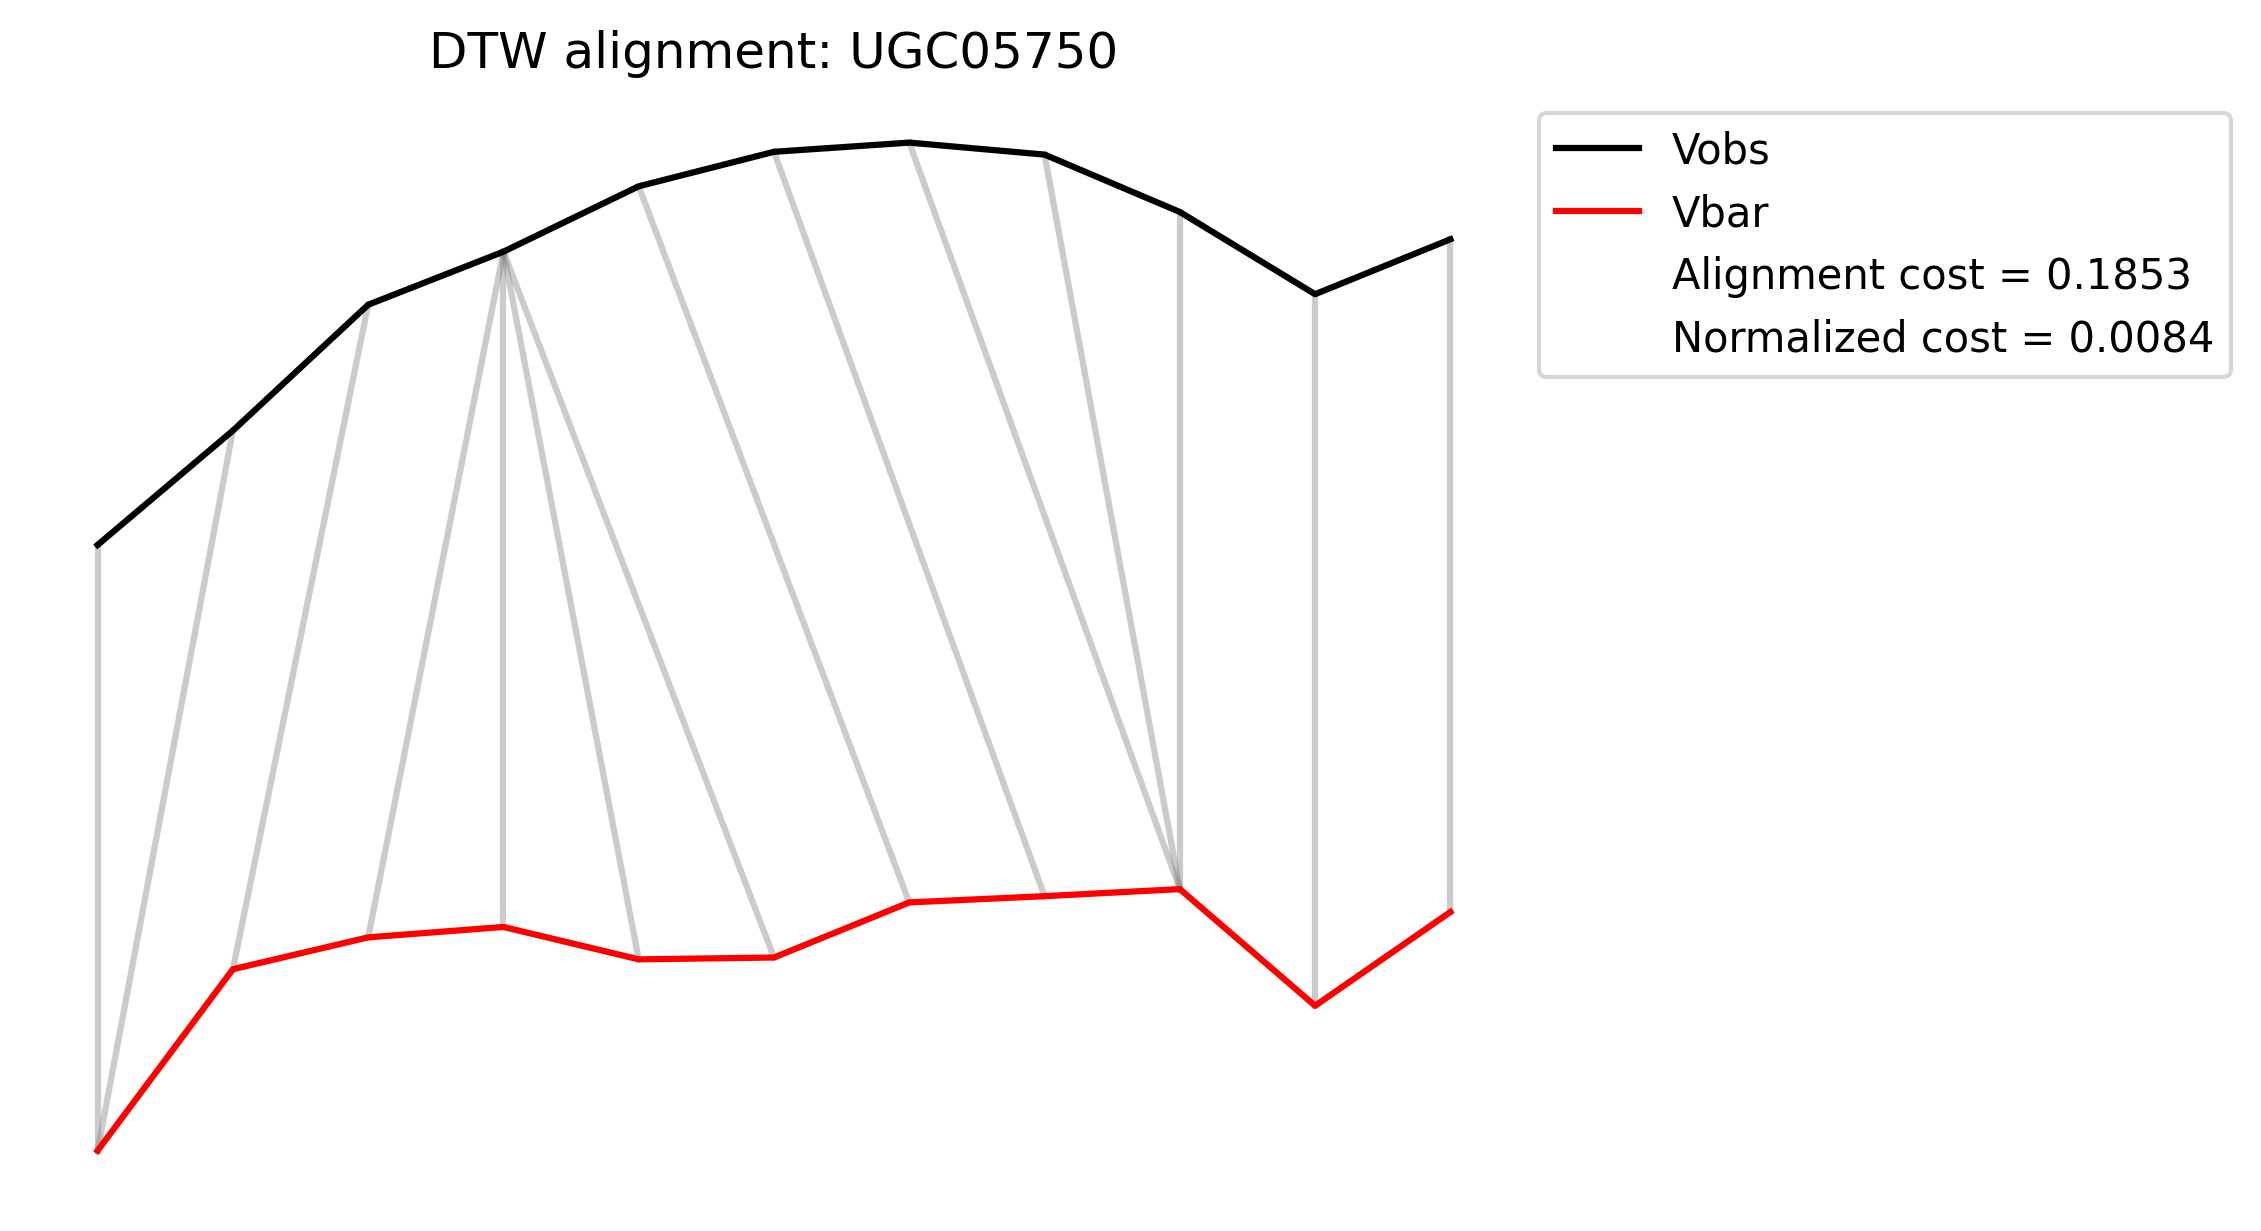 DTW alignment: UGC05750
Vobs
Vbar
Alignment cost = 0.1853
Normalized cost = 0.0084